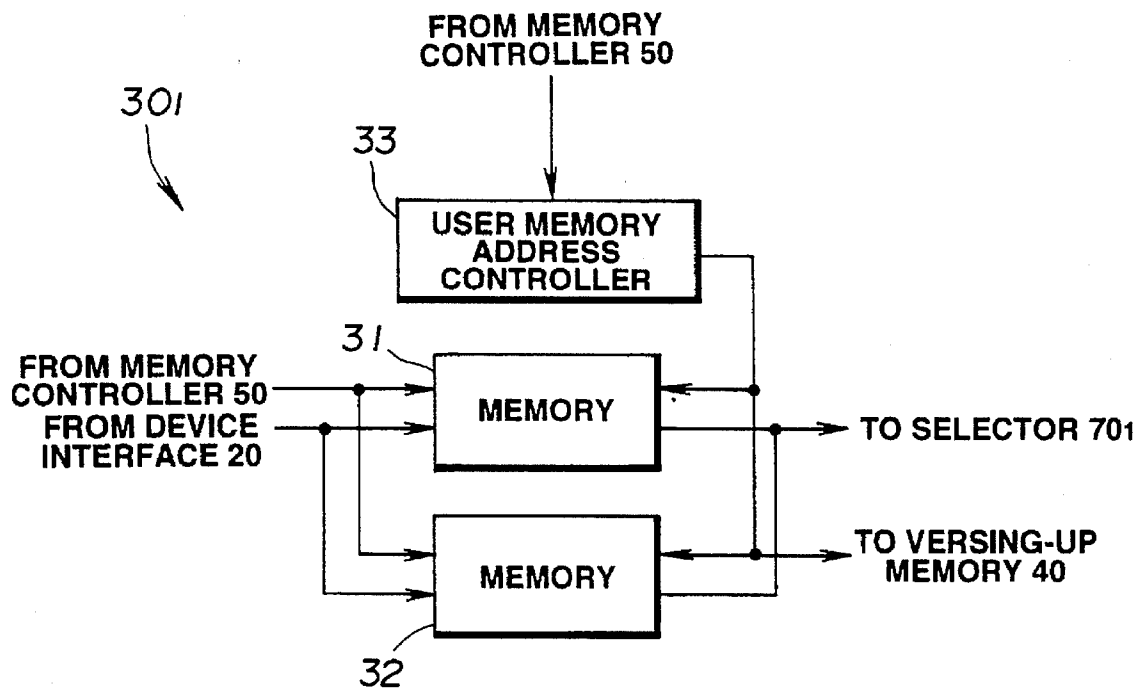 FROM MEMORY
CONTROLLER 50
301
33
USER MEMORY
ADDRESS
CONTROLLER
31
FROM MEMORY
CONTROLLER 50
FROM DEVICE
INTERFACE 20
MEMORY
TO SELECTOR 701
MEMORY
TO VERSING-UP
MEMORY 40
32